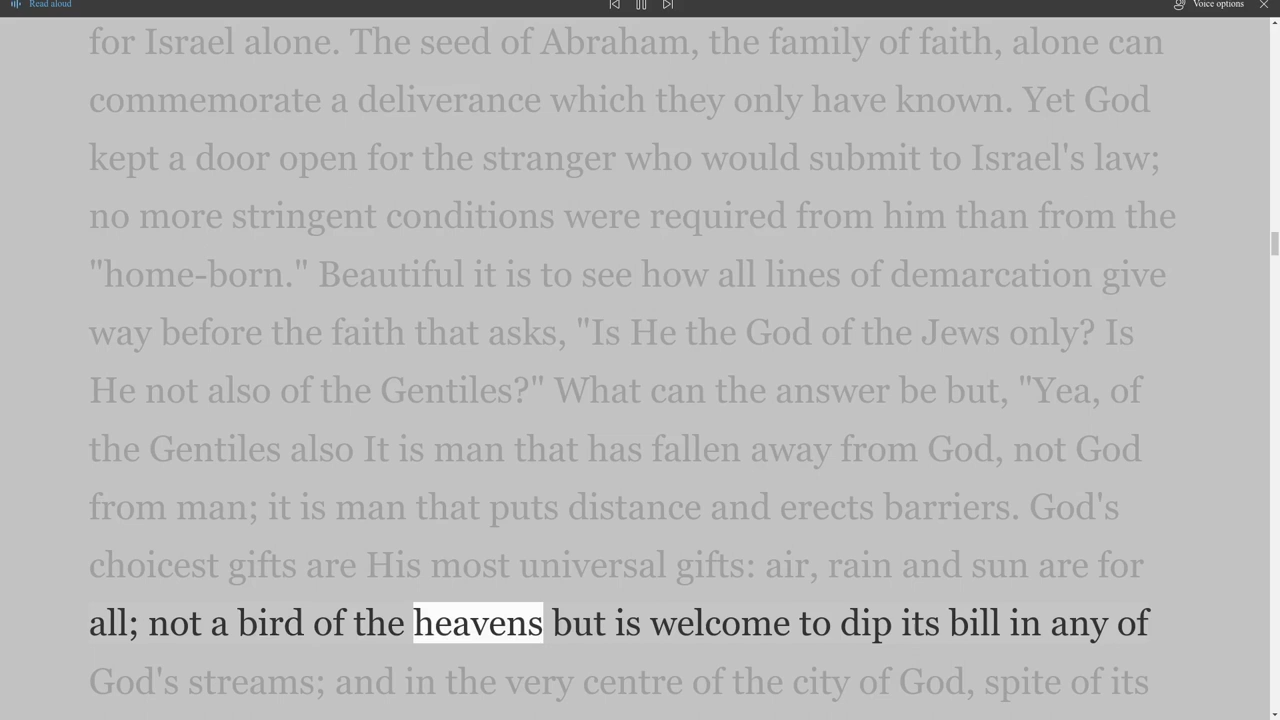 Read aloud
Voice options
for Israel alone. The seed of Abraham, the family of faith, alone can
commemorate a deliverance which they only have known. Yet God
kept a door open for the stranger who would submit to Israel's law;
no more stringent conditions were required from him than from the
"home-born." Beautiful it is to see how all lines of demarcation give
way before the faith that asks, "Is He the God of the Jews only? Is
He not also of the Gentiles?" What can the answer be but, "Yea, of
the Gentiles also It is man that has fallen away from God, not God
from man; it is man that puts distance and erects barriers. God's
choicest gifts are His most universal gifts: air, rain and sun are for
all; not a bird of the heavens but is welcome to dip its bill in any of
God's streams; and in the very centre of the city of God, spite of its